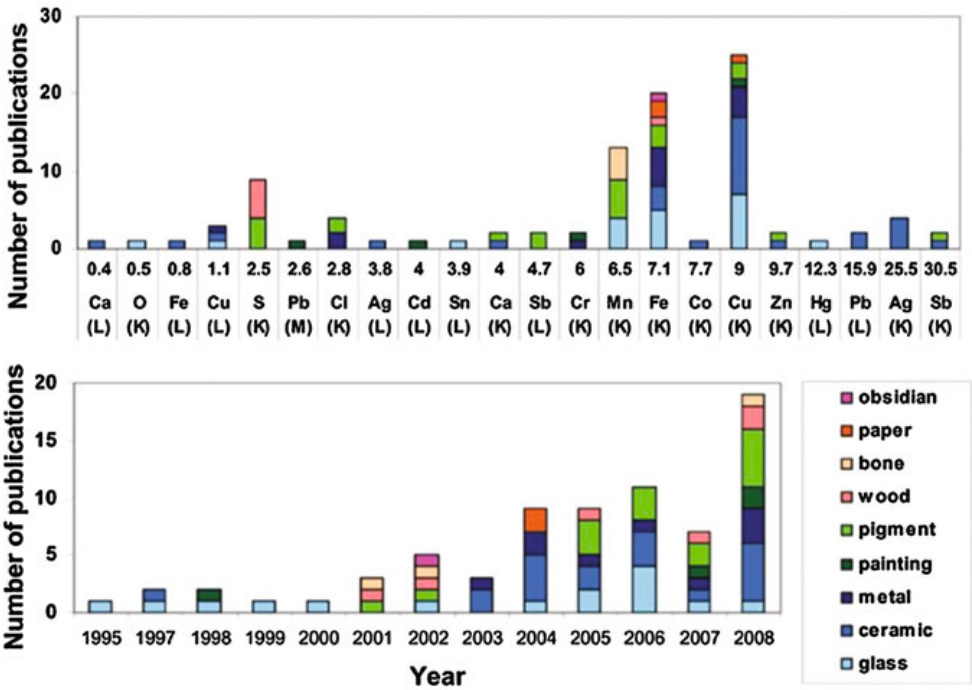 Number of publications
30
20
10
0
0.4 0.5 0.8 1.1 2.5 2.6 2.8 3.8 4 3.9 4 4.7 6 6.5 7.1 7.7 9 9.7 12.3 15.9 25.5 30.5
Ca O Fe Cu S Pb Cl Ag Cd Sn Ca Sb Cr Mn Fe Co Cu Zn Hg Pb Ag Sb
(L) (K) (L) (L) (K) (M) (K) (L) (L) (L) (K) (L) (K) (K) (K) (K) (K) (K) (L) (L) (K) (K)
Number of publications
20
15
10
5
0
1995 1997 1998 1999 2000 2001 2002 2003 2004 2005 2006 2007 2008
Year
obsidian
paper
bone
wood
pigment
painting
metal
ceramic
glass